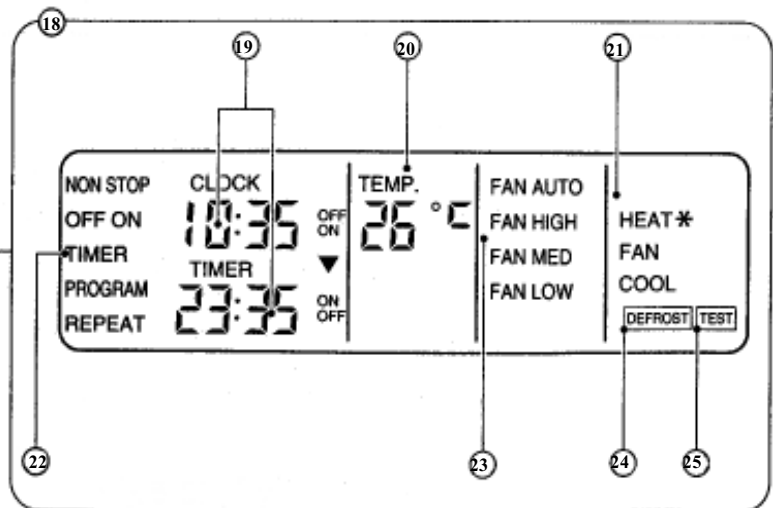 18
19
20
21
NON STOP
OFF ON
TIMER
PROGRAM
REPEAT
CLOCK
10:35
OFF
ON
TIMER
▼
23:35
ON
OFF
TEMP.
26 °C
FAN AUTO
FAN HIGH
FAN MED
FAN LOW
HEAT*
FAN
COOL
DEFROST TEST
22
23
24
25